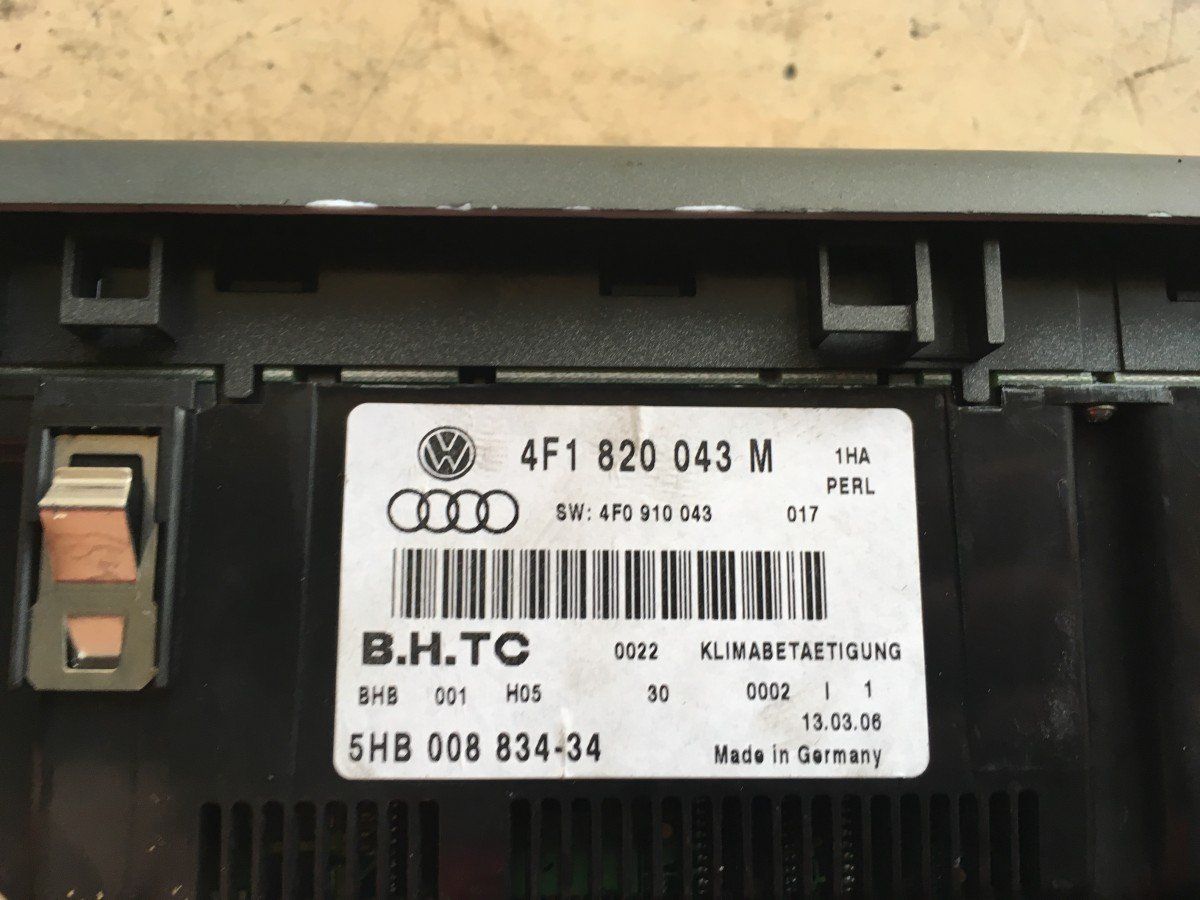 4F1 820 043 M 1HA
PERL
SW: 4F0 910 043 017
B.H.TC 0022 KLIMABETAETIGUNG
BHB 001 H05 30 0002 I 1
13.03.06
5HB 008 834-34 Made in Germany